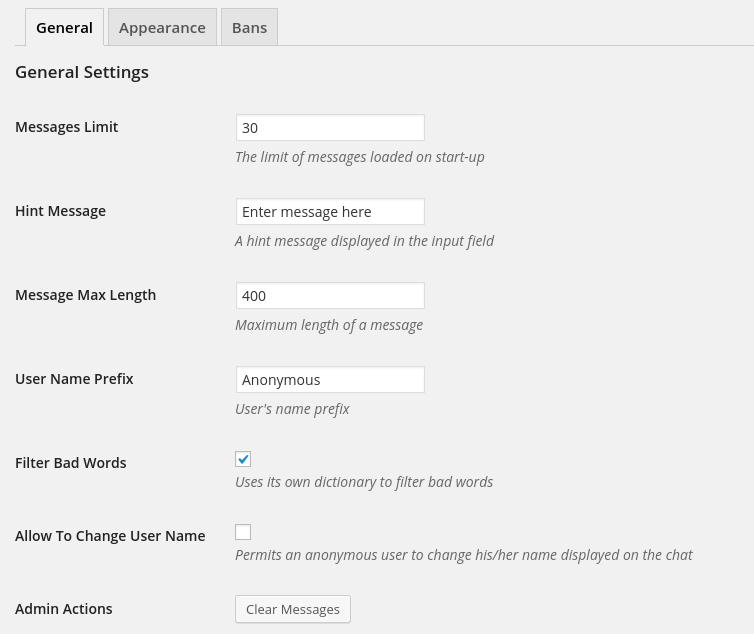 General Appearance Bans
General Settings
Messages Limit 30
The limit of messages loaded on start-up
Hint Message Enter message here
A hint message displayed in the input field
Message Max Length 400
Maximum length of a message
User Name Prefix Anonymous
User's name prefix
Filter Bad Words
Uses its own dictionary to filter bad words
Allow To Change User Name
Permits an anonymous user to change his/her name displayed on the chat
Admin Actions Clear Messages